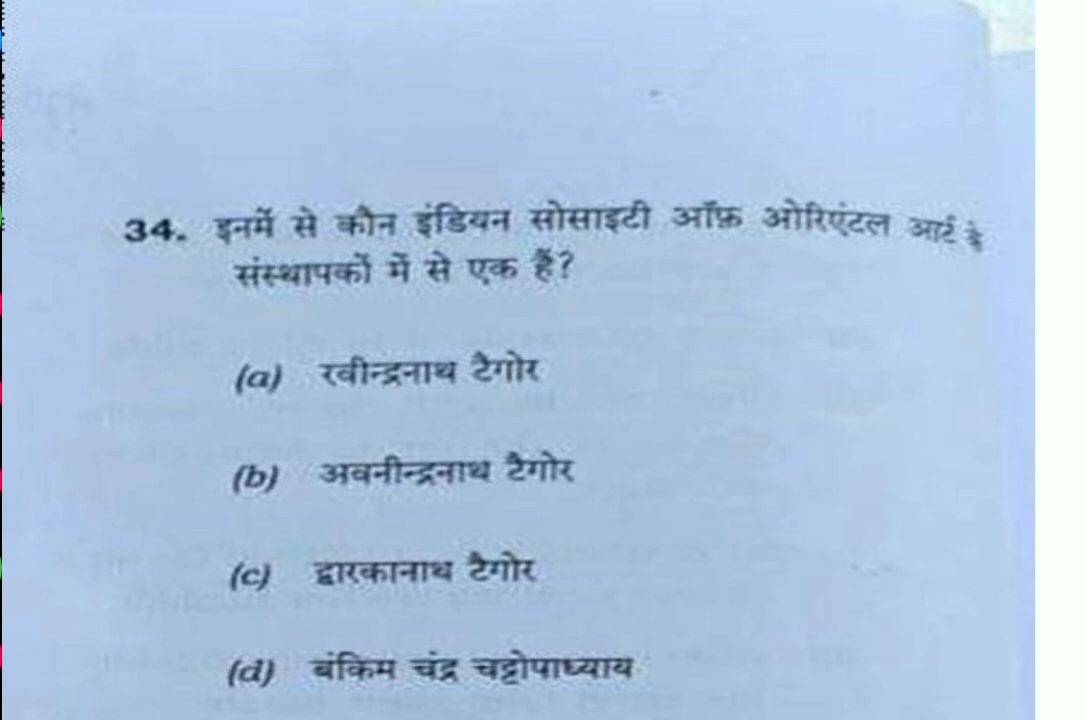 34. इनमें से कौन इंडियन सोसाइटी ऑफ़ ओरिएंटल आर्ट के
संस्थापकों में से एक हैं?
(a) रवीन्द्रनाथ टैगोर
(b) अवनीन्द्रनाथ टैगोर
(c) द्वारकानाथ टैगोर
(d) बंकिम चंद्र चट्टोपाध्याय